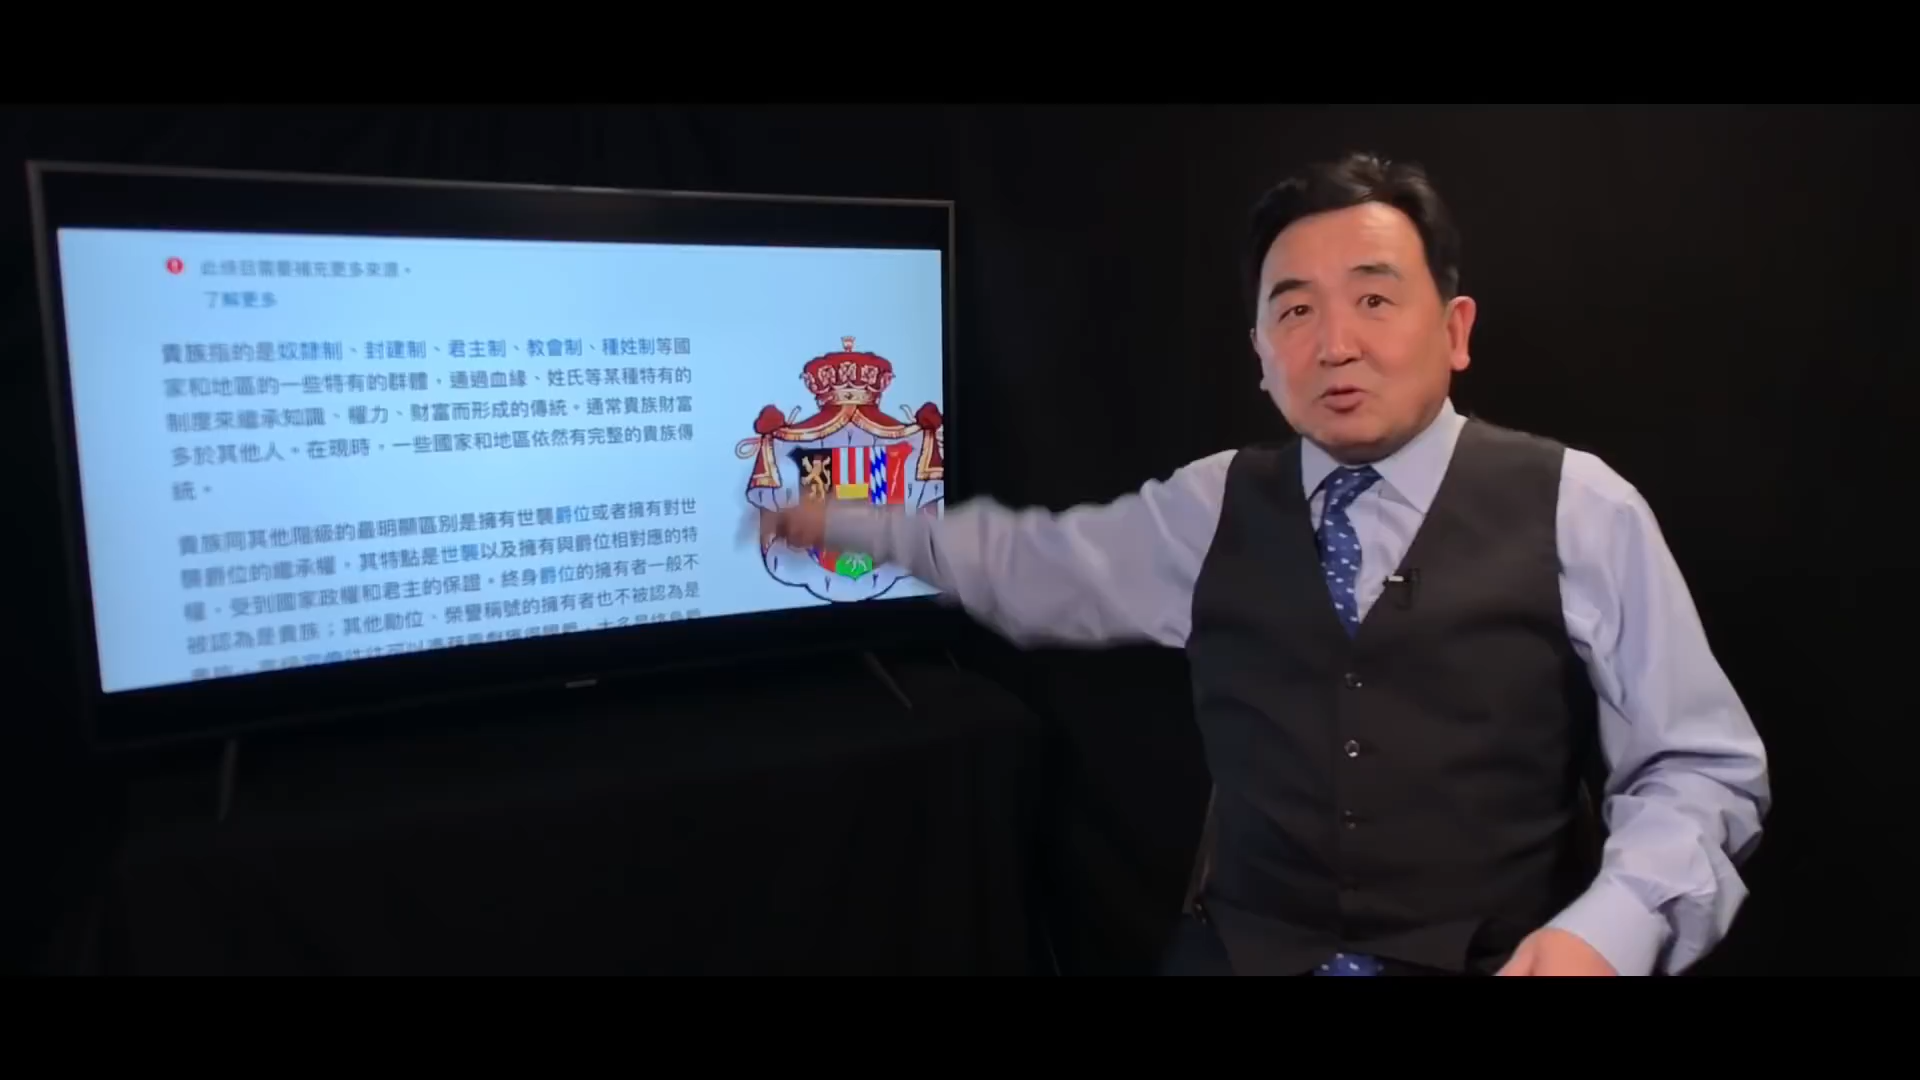 此條目需要補充更多來源。
了解更多
貴族指的是奴隸制、封建制、君主制、教會制、種姓制等國
家和地區的一些特有的群體，通過血緣、姓氏等某種特有的
制度來繼承知識、權力、財富而形成的傳統。通常貴族財富
多於其他人。在現時，一些國家和地區依然有完整的貴族傳
統。
貴族同其他階級的最明顯區別是擁有世襲爵位或者擁有對世
襲爵位的繼承權，其特點是世襲以及擁有與爵位相對應的特
權，受到國家政權和君主的保證。終身爵位的擁有者一般不
被認為是貴族；其他勛位、榮譽稱號的擁有者也不被認為是